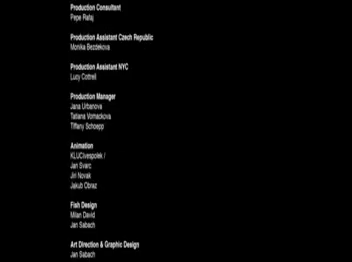 Production Consultant
Pepe Rafaj
Production Assistant Czech Republic
Monika Bezdekova
Production Assistant NYC
Lucy Cottrell
Production Manager
Jana Urbanova
Tatiana Vomackova
Tiffany Schoepp
Animation
KLUCIvespolek /
Jan Svarc
Jiri Novak
Jakub Obraz
Fish Design
Milan David
Jan Sabach
Art Direction & Graphic Design
Jan Sabach